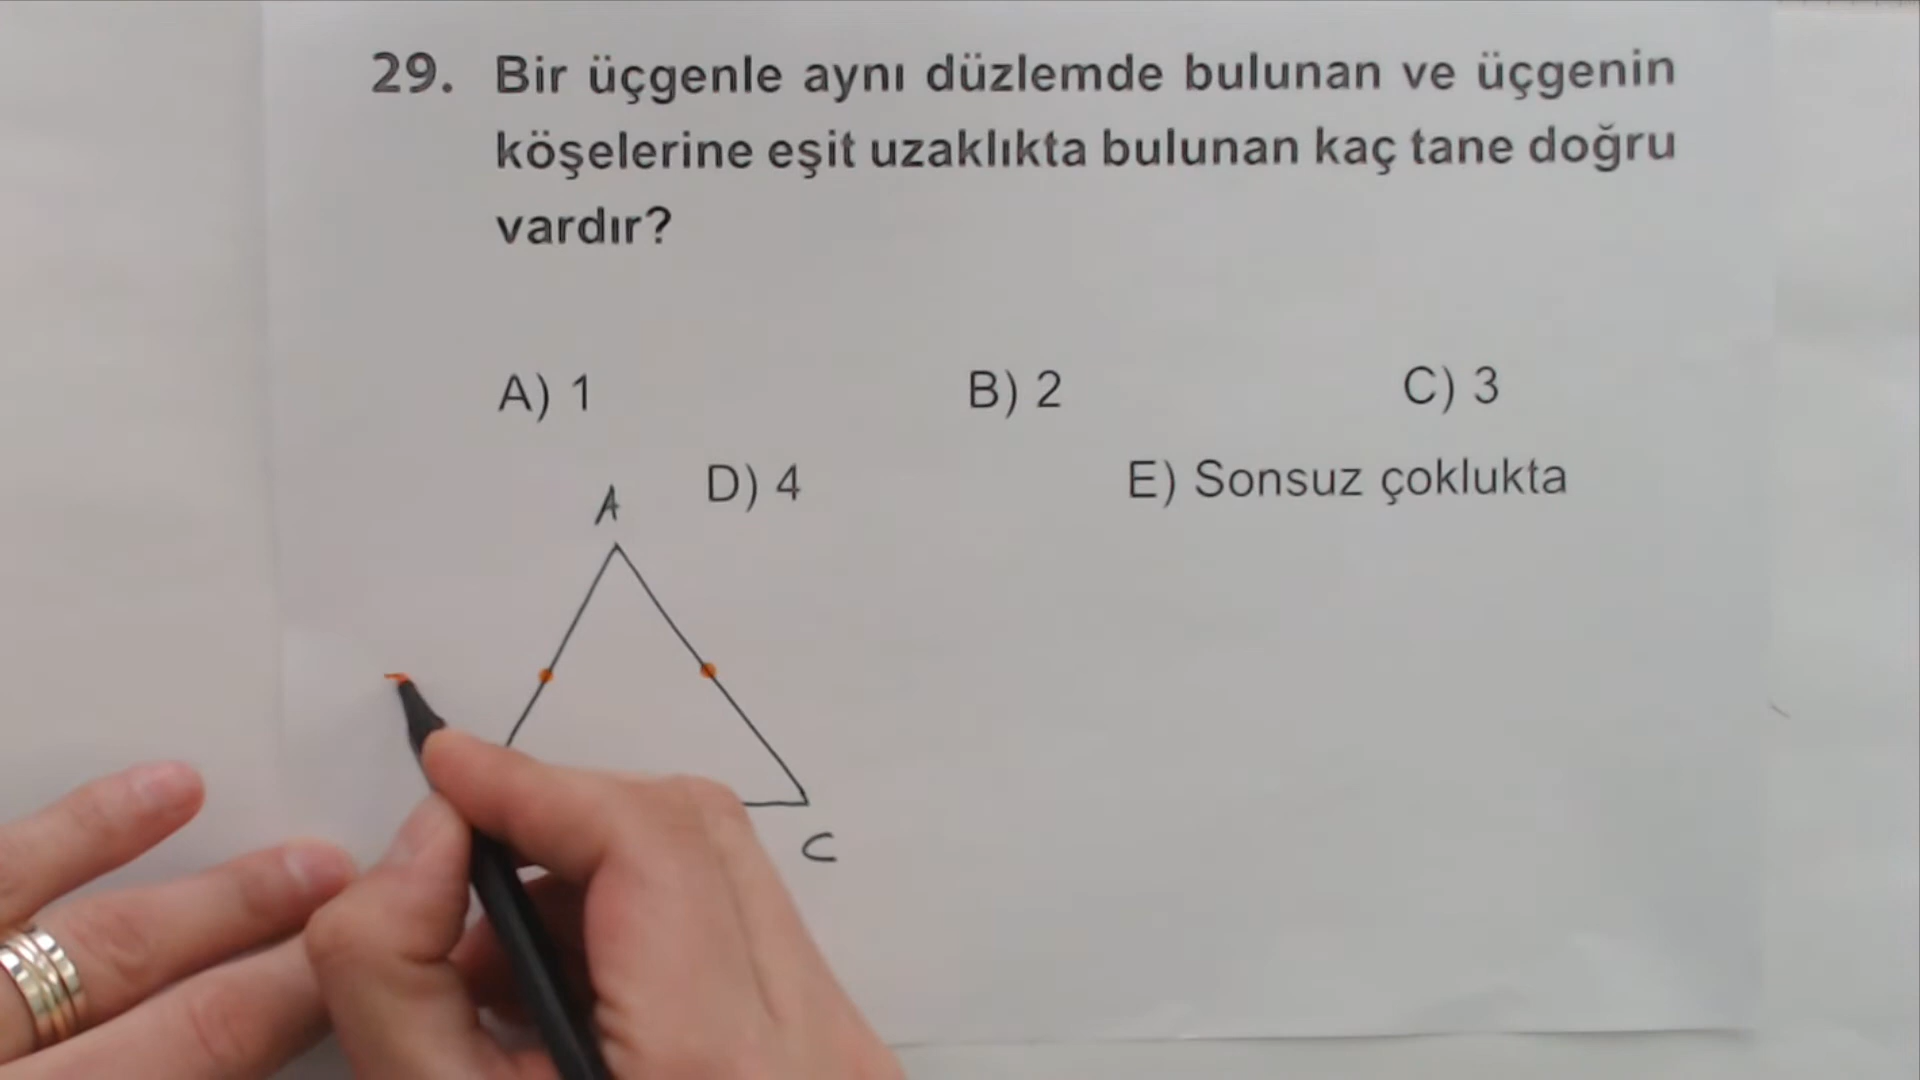 29. Bir üçgenle aynı düzlemde bulunan ve üçgenin
köşelerine eşit uzaklıkta bulunan kaç tane doğru
vardır?
A) 1 B) 2 C) 3
D) 4 E) Sonsuz çoklukta
A
C